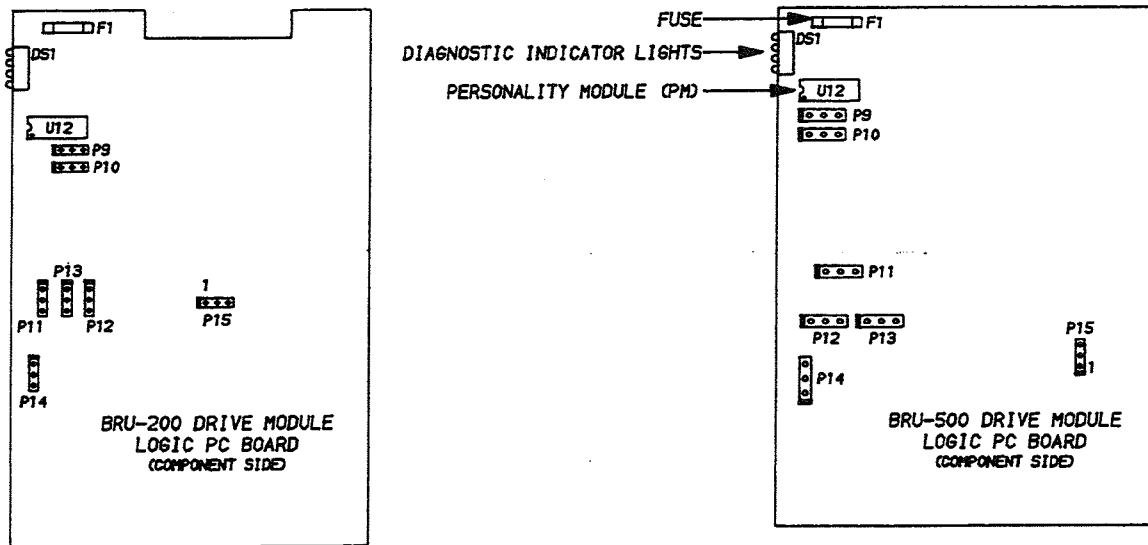 F1
DS1
U12
P9
P10
P13
P11
P12
1
P15
P14
BRU-200 DRIVE MODULE
LOGIC PC BOARD
(COMPONENT SIDE)
FUSE
F1
DS1
DIAGNOSTIC INDICATOR LIGHTS
PERSONALITY MODULE (PM)
U12
P9
P10
P11
P12
P13
P15
1
P14
BRU-500 DRIVE MODULE
LOGIC PC BOARD
(COMPONENT SIDE)